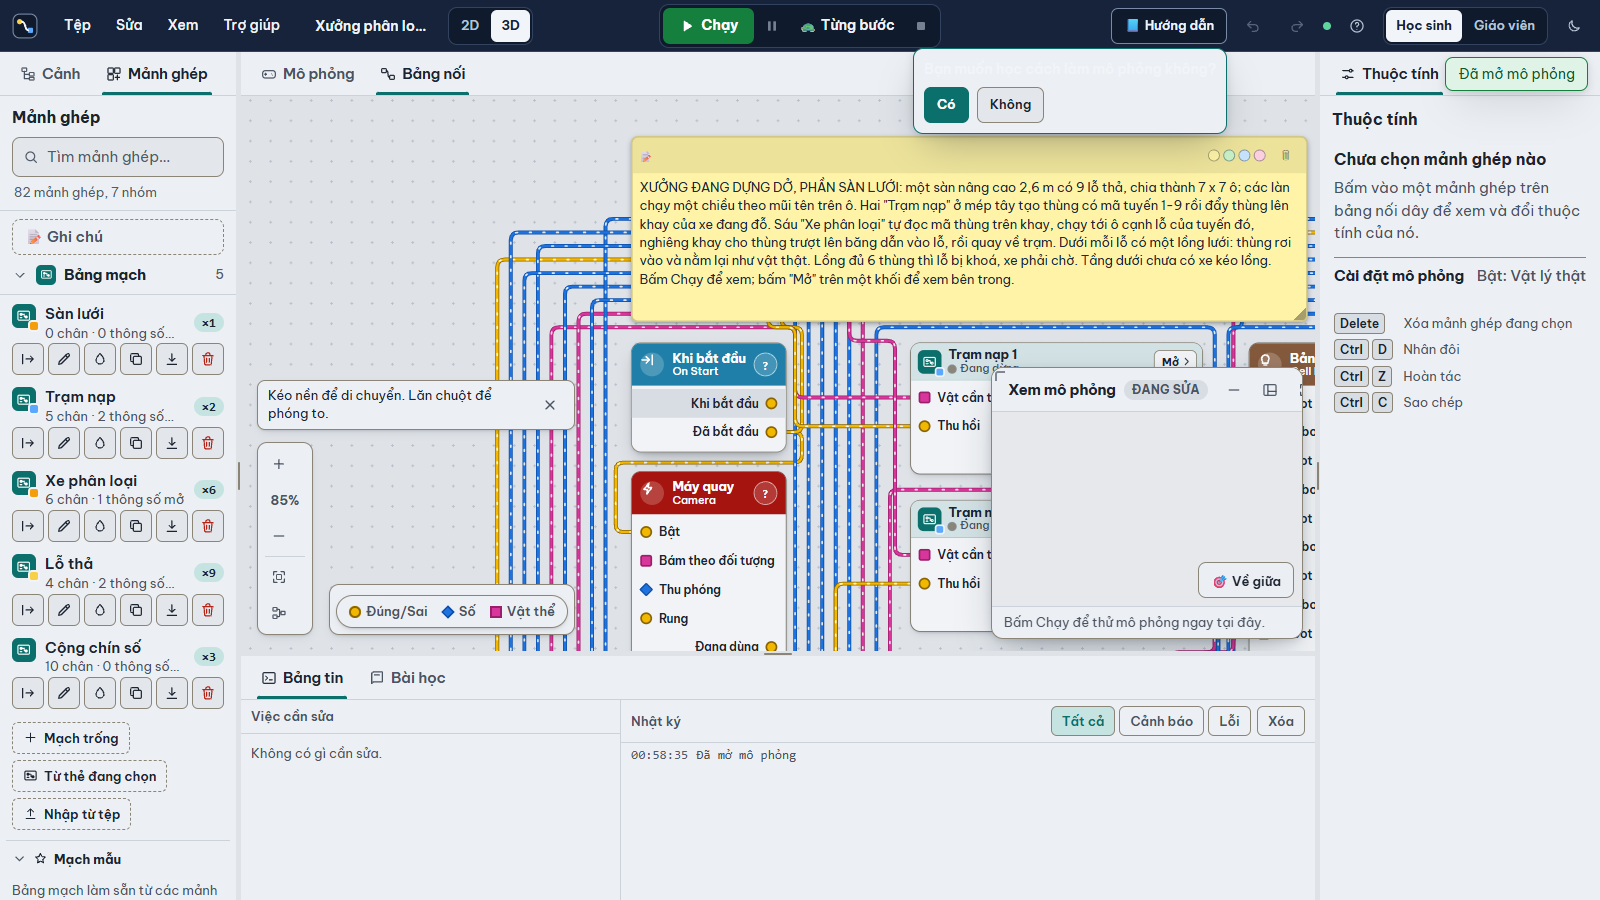 Tệp Sửa Xem Trợ giúp Xưởng phân lo... 2D 3D Chạy Từng bước Hướng dẫn Học sinh Giáo viên
Cảnh Mảnh ghép Mô phỏng Bảng nối Thuộc tính Đã mở mô phỏng
Có Không
Mảnh ghép
Tìm mảnh ghép...
82 mảnh ghép, 7 nhóm
Ghi chú
Bảng mạch 5
Sàn lưới ×1
0 chân · 0 thông số...
Trạm nạp ×2
5 chân · 2 thông số...
Xe phân loại ×6
6 chân · 1 thông số mở
Lỗ thả ×9
4 chân · 2 thông số...
Cộng chín số ×3
10 chân · 0 thông số...
Mạch trống
Từ thẻ đang chọn
Nhập từ tệp
Mạch mẫu
Bảng mạch làm sẵn từ các mảnh
XƯỞNG ĐANG DỰNG DỞ, PHẦN SÀN LƯỚI: một sàn nâng cao 2,6 m có 9 lỗ thả, chia thành 7 x 7 ô; các làn
chạy một chiều theo mũi tên trên ô. Hai "Trạm nạp" ở mép tây tạo thùng có mã tuyến 1-9 rồi đẩy thùng lên
khay của xe đang đỗ. Sáu "Xe phân loại" tự đọc mã thùng trên khay, chạy tới ô cạnh lỗ của tuyến đó,
nghiêng khay cho thùng trượt lên băng dẫn vào lỗ, rồi quay về trạm. Dưới mỗi lỗ có một lồng lưới: thùng rơi
vào và nằm lại như vật thật. Lồng đủ 6 thùng thì lỗ bị khoá, xe phải chờ. Tầng dưới chưa có xe kéo lồng.
Bấm Chạy để xem; bấm "Mở" trên một khối để xem bên trong.
Khi bắt đầu ?
On Start
Khi bắt đầu
Đã bắt đầu
Máy quay ?
Camera
Bật
Bám theo đối tượng
Thu phóng
Rung
Đang dùng
Trạm nạp 1 Mở
Đang dừng
Vật cần t
Thu hồi
Trạm n
Đang
Vật cần t
Thu hồi
Kéo nền để di chuyển. Lăn chuột để
phóng to.
85%
Đúng/Sai Số Vật thể
Xem mô phỏng ĐANG SỬA
Về giữa
Bấm Chạy để thử mô phỏng ngay tại đây.
Thuộc tính
Chưa chọn mảnh ghép nào
Bấm vào một mảnh ghép trên
bảng nối dây để xem và đổi thuộc
tính của nó.
Cài đặt mô phỏng Bật: Vật lý thật
Delete Xóa mảnh ghép đang chọn
Ctrl D Nhân đôi
Ctrl Z Hoàn tác
Ctrl C Sao chép
Bảng tin Bài học
Việc cần sửa
Không có gì cần sửa.
Nhật ký Tất cả Cảnh báo Lỗi Xóa
00:58:35 Đã mở mô phỏng